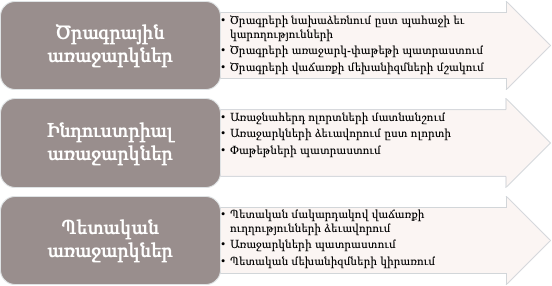 Ծրագրային
առաջարկներ
• Ծրագրերի նախաձեռնում ըստ պահաջի եւ
կարողությունների
• Ծրագրերի առաջարկ-փաթեթի պատրաստում
• Ծրագրերի վաճառքի մեխանիզմների մշակում
Ինդուստրիալ
առաջարկներ
• Առաջնահերդ ոլորտների մատնանշում
• Առաջարկների ձեւավորում ըստ ոլորտի
• Փաթեթների պատրաստում
Պետական
առաջարկներ
• Պետական մակարդակով վաճառքի
ուղղությունների ձեւավորում
• Առաջարկների պատրաստում
• Պետական մեխանիզմների կիրառում